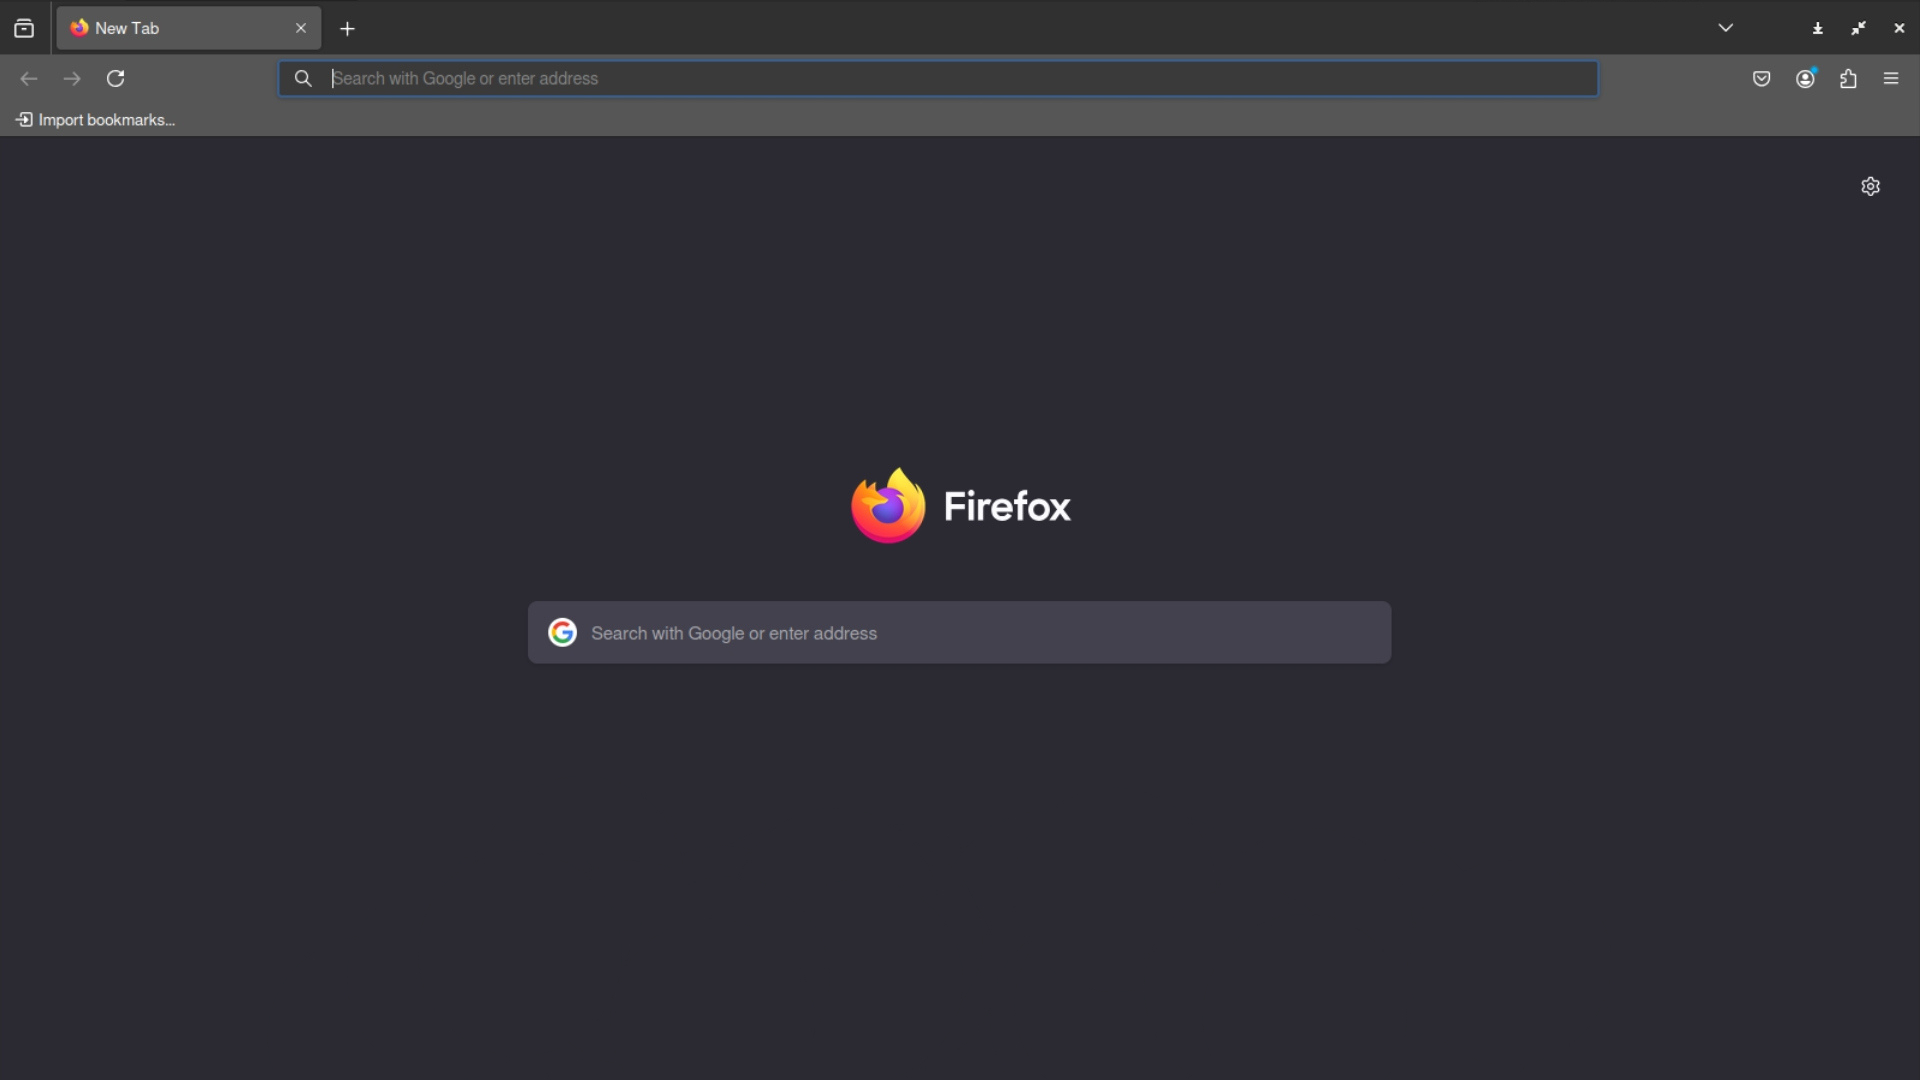 New Tab
Search with Google or enter address
Import bookmarks...
Firefox
Search with Google or enter address